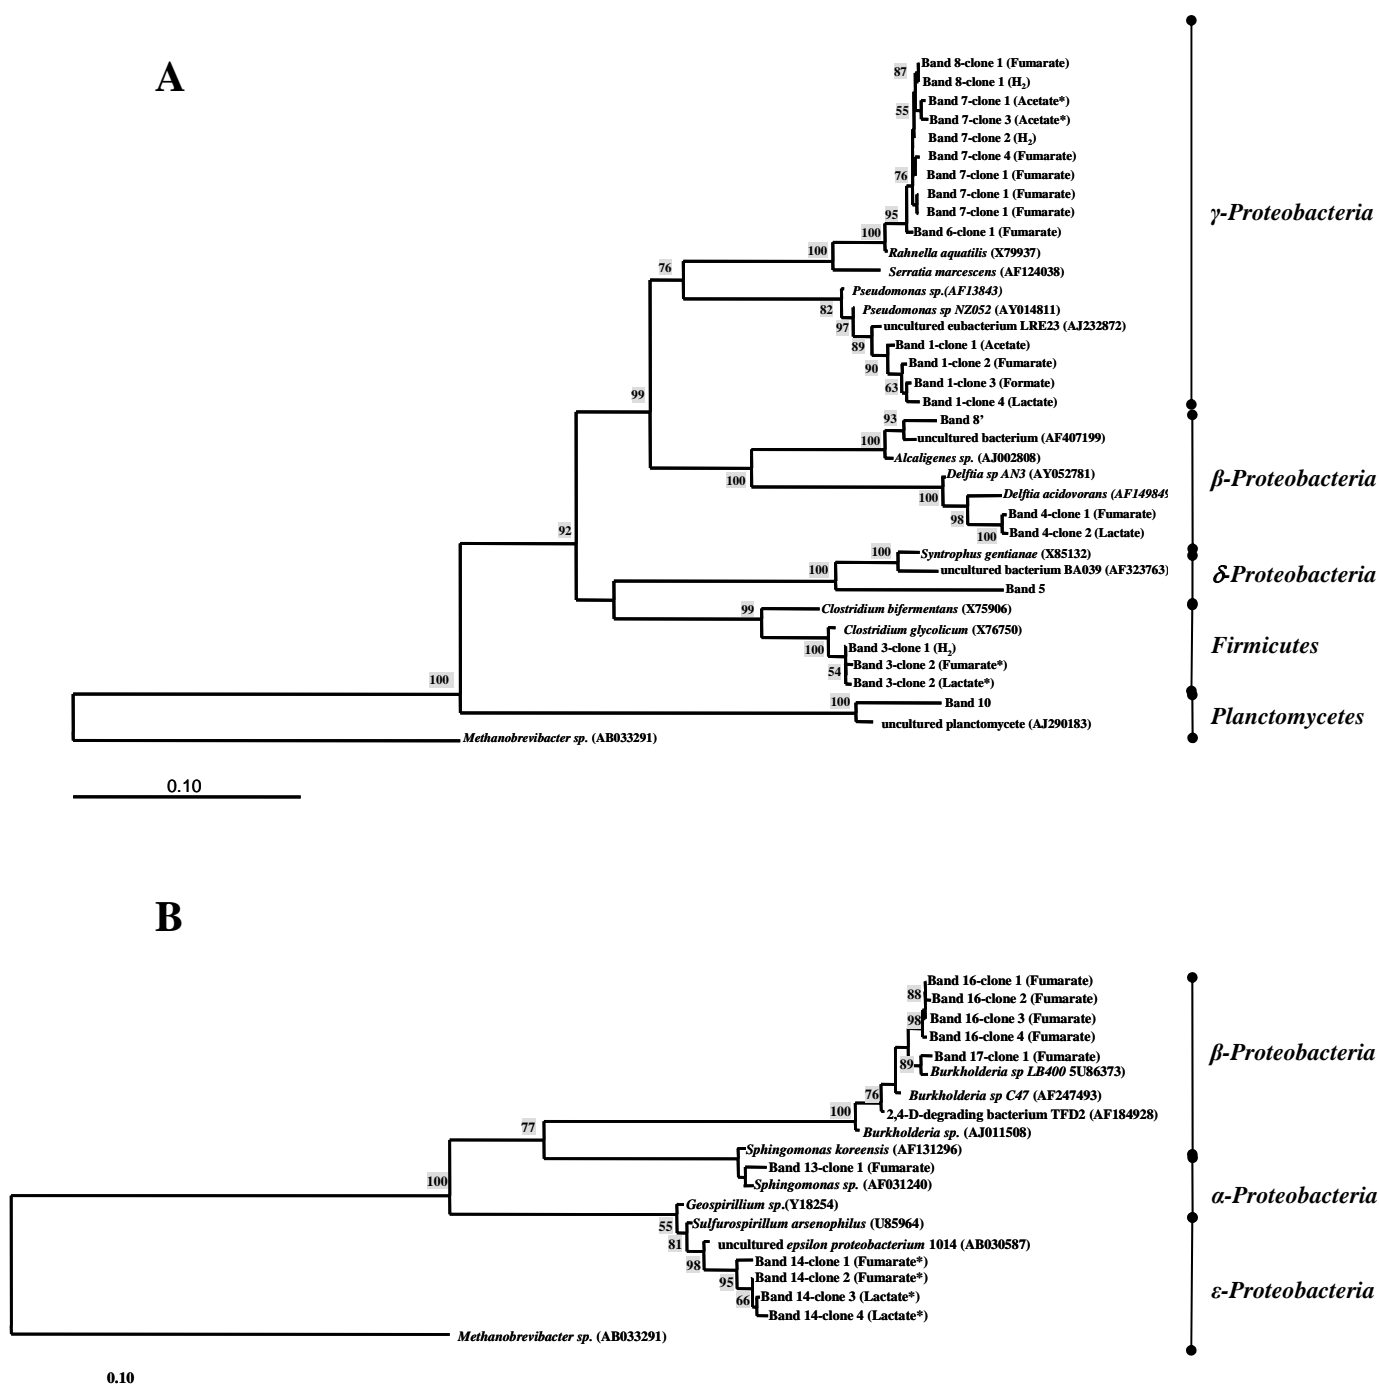 A
Band 8-clone 1 (Fumarate)
87
Band 8-clone 1 (H2)
Band 7-clone 1 (Acetate*)
55
Band 7-clone 3 (Acetate*)
Band 7-clone 2 (H2)
Band 7-clone 4 (Fumarate)
76
Band 7-clone 1 (Fumarate)
Band 7-clone 1 (Fumarate)
Band 7-clone 1 (Fumarate)
γ-Proteobacteria
95
100
Band 6-clone 1 (Fumarate)
100
Rahnella aquatilis (X79937)
76
Serratia marcescens (AF124038)
Pseudomonas sp.(AF13843)
82
Pseudomonas sp NZ052 (AY014811)
97
uncultured eubacterium LRE23 (AJ232872)
89
Band 1-clone 1 (Acetate)
90
Band 1-clone 2 (Fumarate)
63
Band 1-clone 3 (Formate)
99
Band 1-clone 4 (Lactate)
93
Band 8’
100
uncultured bacterium (AF407199)
Alcaligenes sp. (AJ002808)
100
Delftia sp AN3 (AY052781)
β-Proteobacteria
100
Delftia acidovorans (AF149849
98
Band 4-clone 1 (Fumarate)
92
100
Band 4-clone 2 (Lactate)
100
Syntrophus gentianae (X85132)
100
uncultured bacterium BA039 (AF323763)
δ-Proteobacteria
Band 5
99
Clostridium bifermentans (X75906)
Clostridium glycolicum (X76750)
100
Band 3-clone 1 (H2)
Firmicutes
54
Band 3-clone 2 (Fumarate*)
100
Band 3-clone 2 (Lactate*)
100
Band 10
Planctomycetes
uncultured planctomycete (AJ290183)
Methanobrevibacter sp. (AB033291)
0.10
B
Band 16-clone 1 (Fumarate)
88
Band 16-clone 2 (Fumarate)
98
Band 16-clone 3 (Fumarate)
Band 16-clone 4 (Fumarate)
β-Proteobacteria
Band 17-clone 1 (Fumarate)
89
Burkholderia sp LB400 5U86373)
76
Burkholderia sp C47 (AF247493)
100
2,4-D-degrading bacterium TFD2 (AF184928)
77
Burkholderia sp. (AJ011508)
Sphingomonas koreensis (AF131296)
Band 13-clone 1 (Fumarate)
100
Sphingomonas sp. (AF031240)
α-Proteobacteria
Geospirillium sp.(Y18254)
55
Sulfurospirillum arsenophilus (U85964)
81
uncultured epsilon proteobacterium 1014 (AB030587)
98
Band 14-clone 1 (Fumarate*)
95
Band 14-clone 2 (Fumarate*)
ε-Proteobacteria
66
Band 14-clone 3 (Lactate*)
Band 14-clone 4 (Lactate*)
Methanobrevibacter sp. (AB033291)
0.10